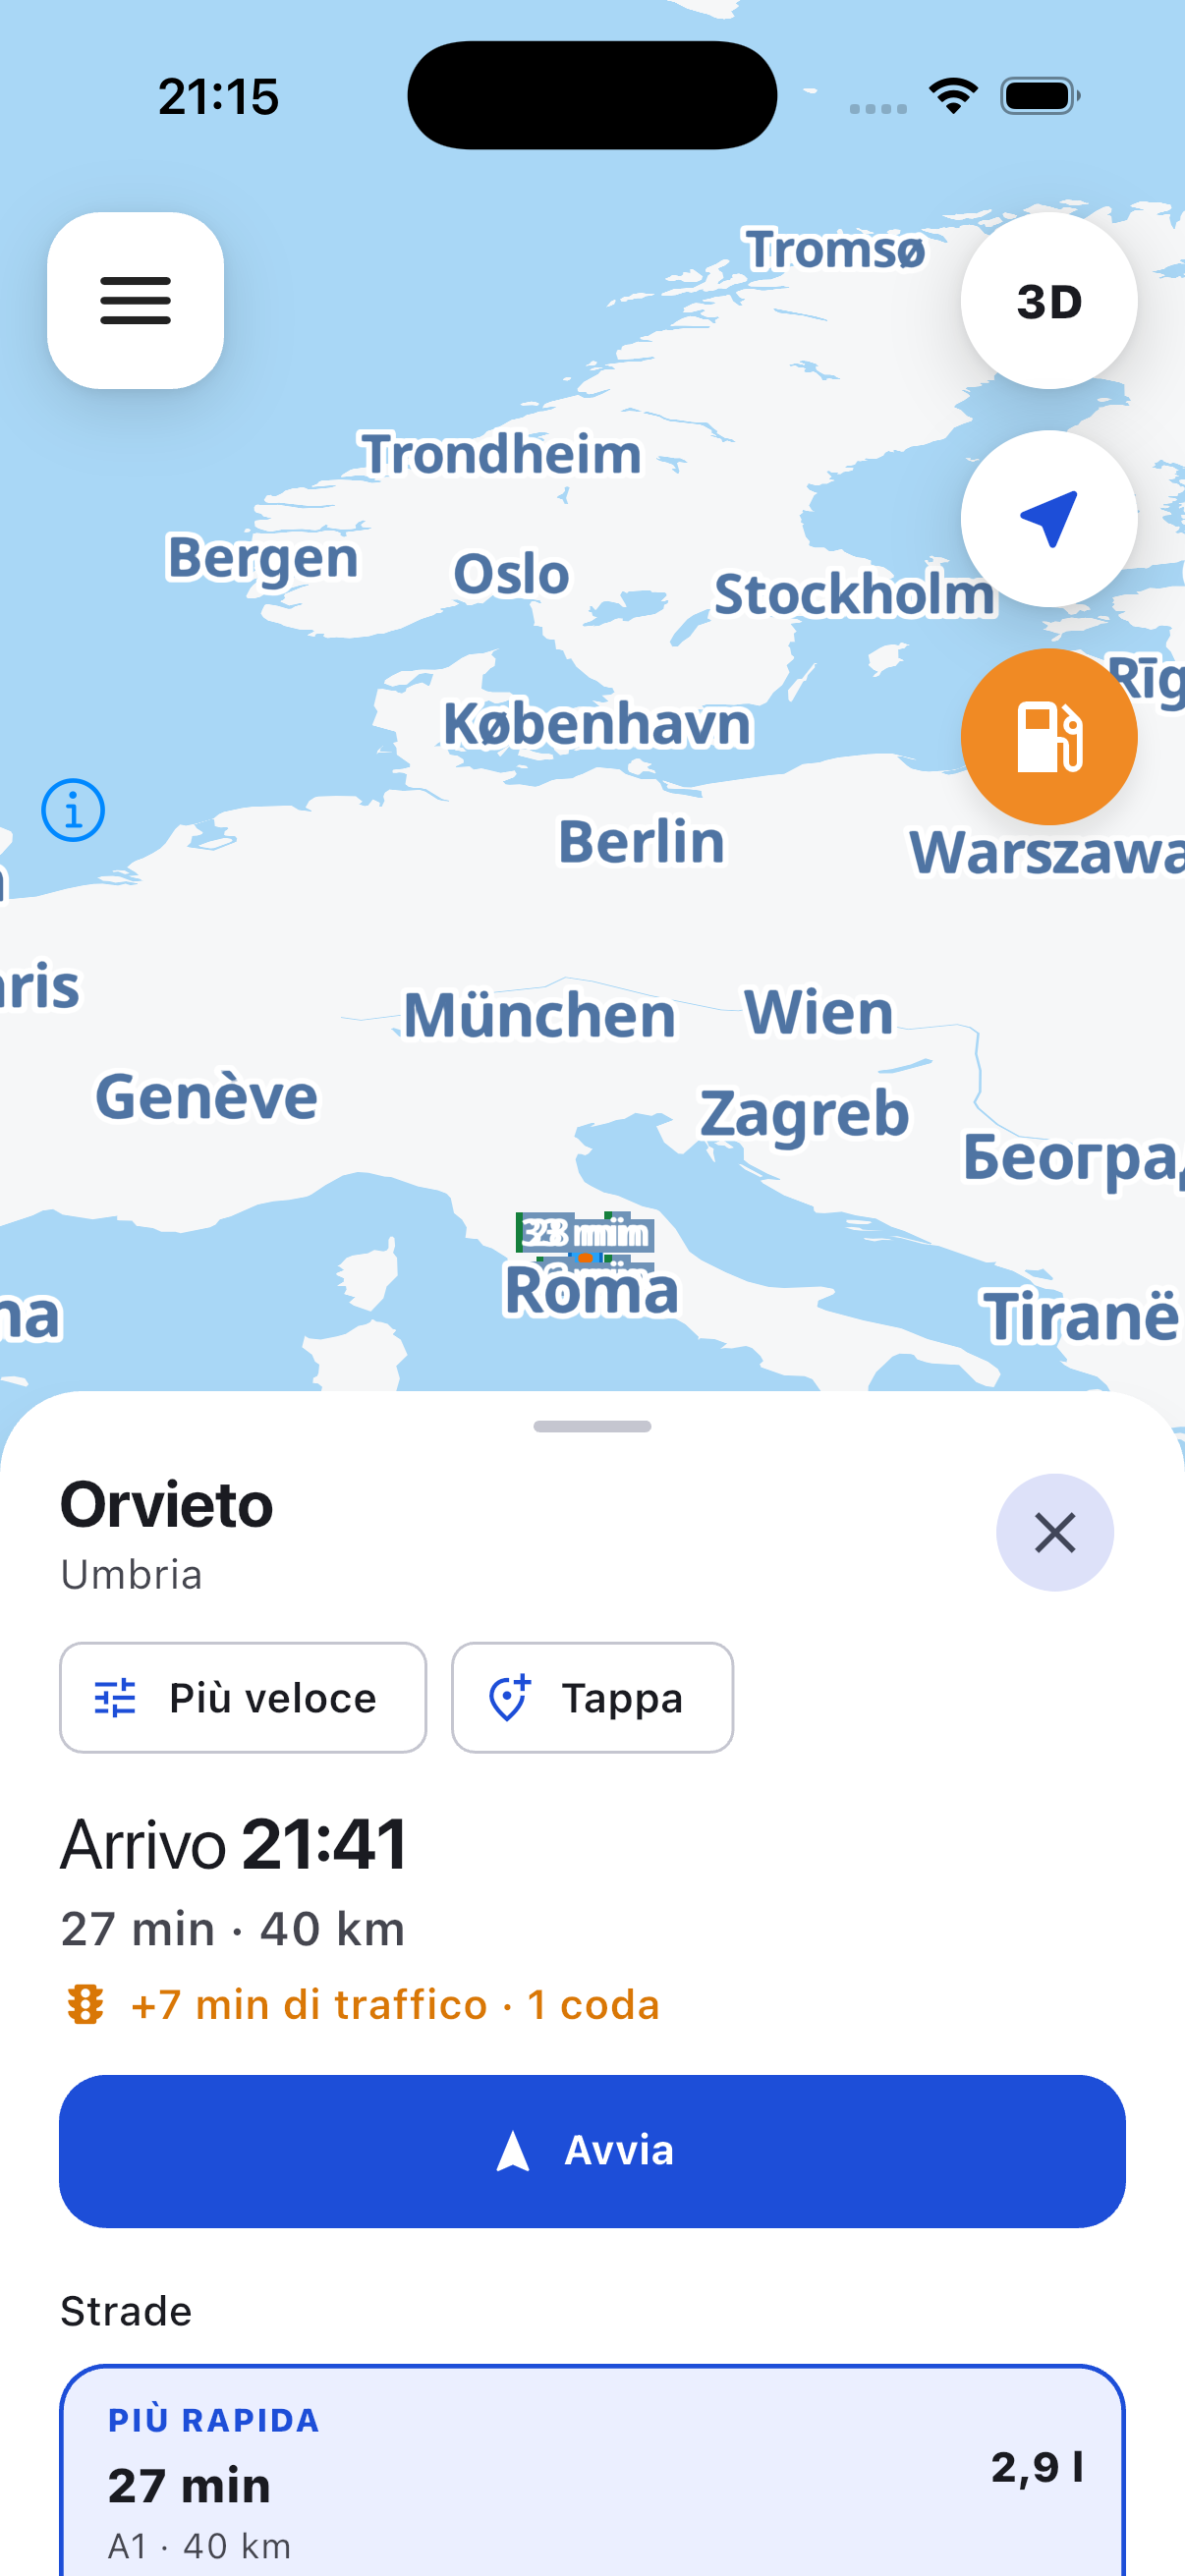 21:15
Tromsø
3D
Trondheim
Bergen
Oslo
Stockholm
København
Berlin
Warszawa
München
Wien
Genève
Zagreb
Roma
Tiranë
Orvieto
Umbria
Più veloce
Tappa
Arrivo 21:41
27 min · 40 km
+7 min di traffico · 1 coda
Avvia
Strade
PIÙ RAPIDA
27 min
2,9 l
A1 · 40 km